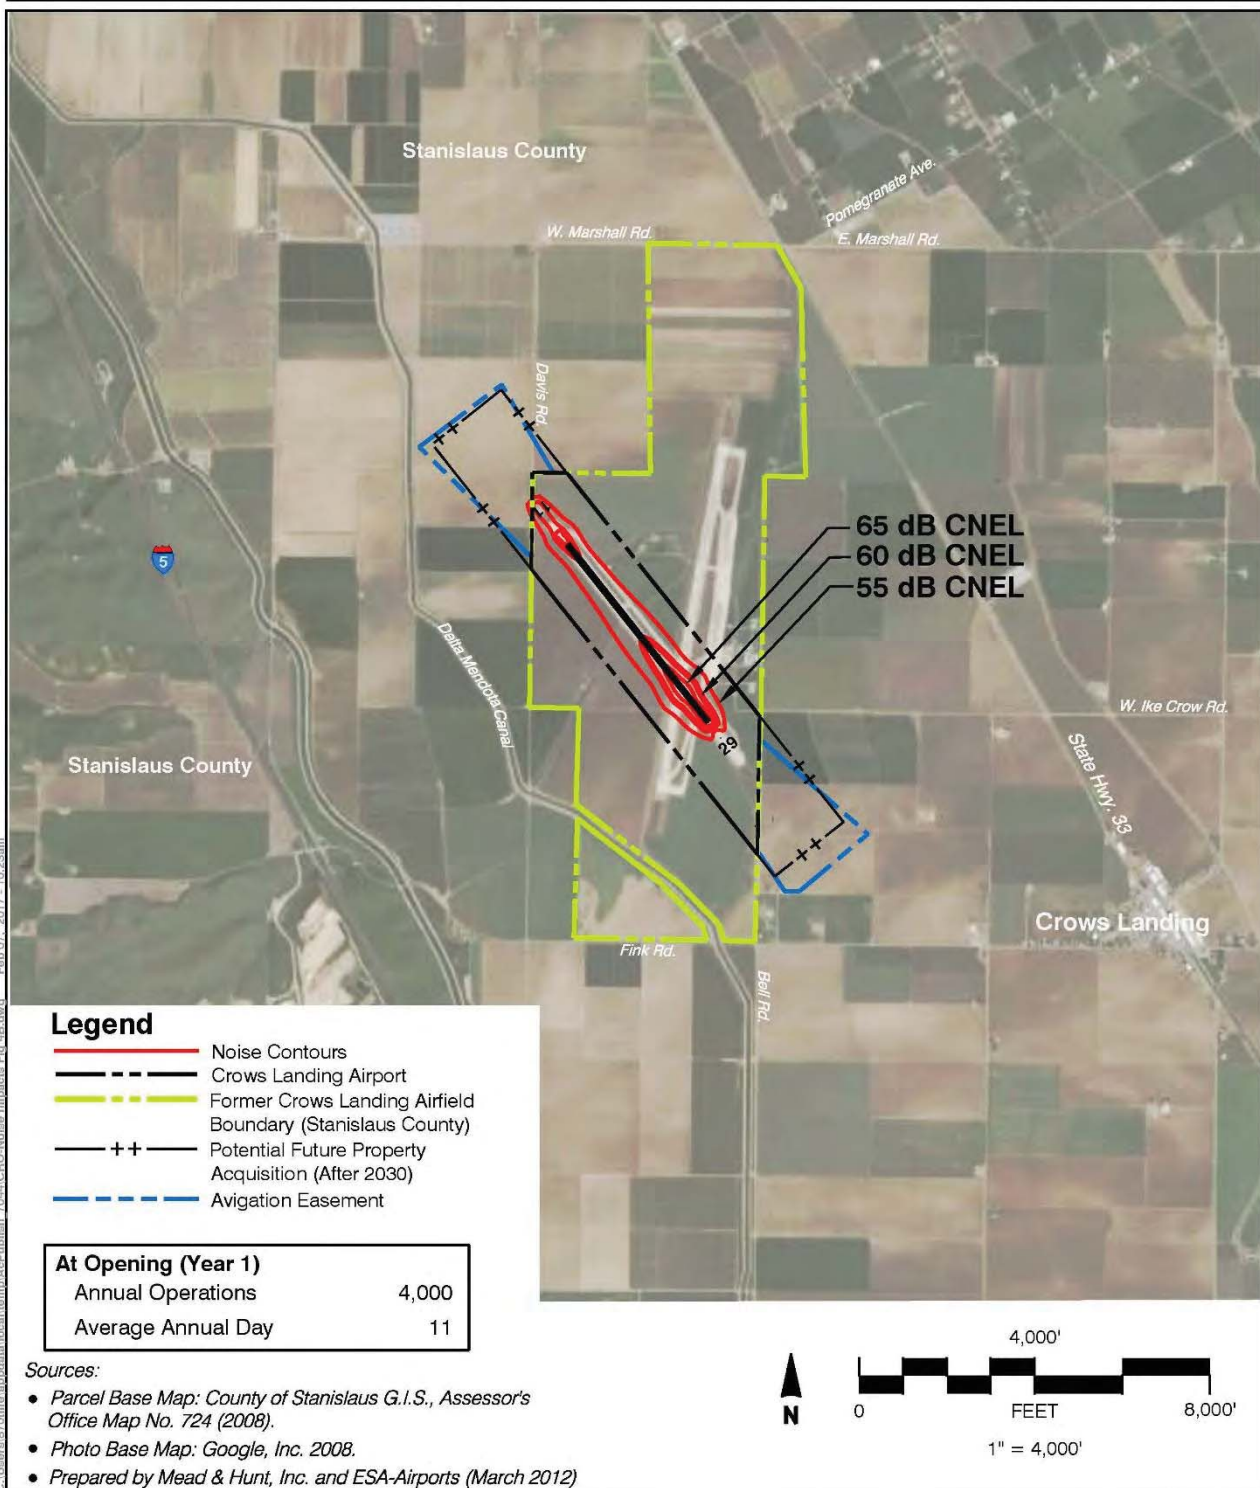 Stanislaus County
Pomegranate Ave.
W. Marshall Rd.
E. Marshall Rd.
Davis Rd.
65 dB CNEL
60 dB CNEL
55 dB CNEL
5
Delta Mendota Canal
29
W. Ike Crow Rd.
State Hwy. 33
Stanislaus County
Crows Landing
Fink Rd.
Bell Rd.
Legend
Noise Contours
Crows Landing Airport
Former Crows Landing Airfield
Boundary (Stanislaus County)
Potential Future Property
Acquisition (After 2030)
Avigation Easement
At Opening (Year 1)
Annual Operations 4,000
Average Annual Day 11
Sources:
• Parcel Base Map: County of Stanislaus G.I.S., Assessor's
Office Map No. 724 (2008).
• Photo Base Map: Google, Inc. 2008.
• Prepared by Mead & Hunt, Inc. and ESA-Airports (March 2012)
N
4,000'
0 FEET 8,000'
1" = 4,000'